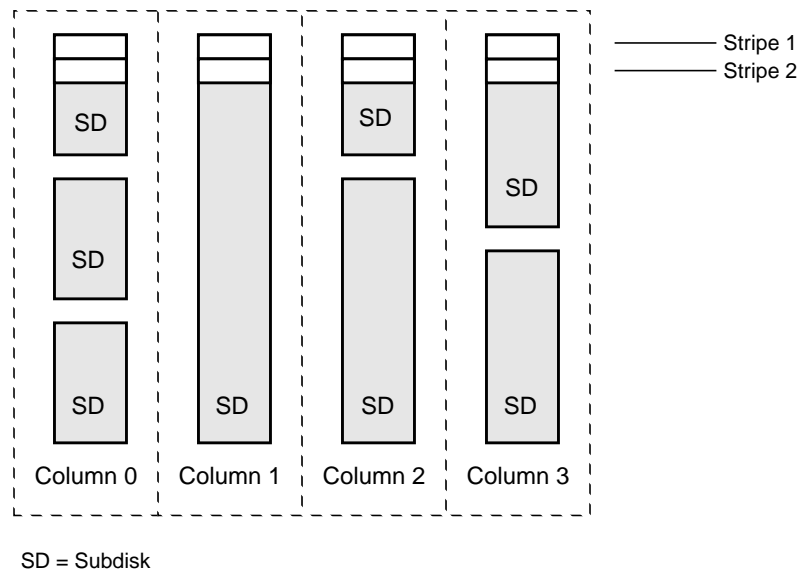 Stripe 1
Stripe 2
SD
SD
SD
SD
SD
SD
SD
SD
Column 0
Column 1
Column 2
Column 3
SD = Subdisk